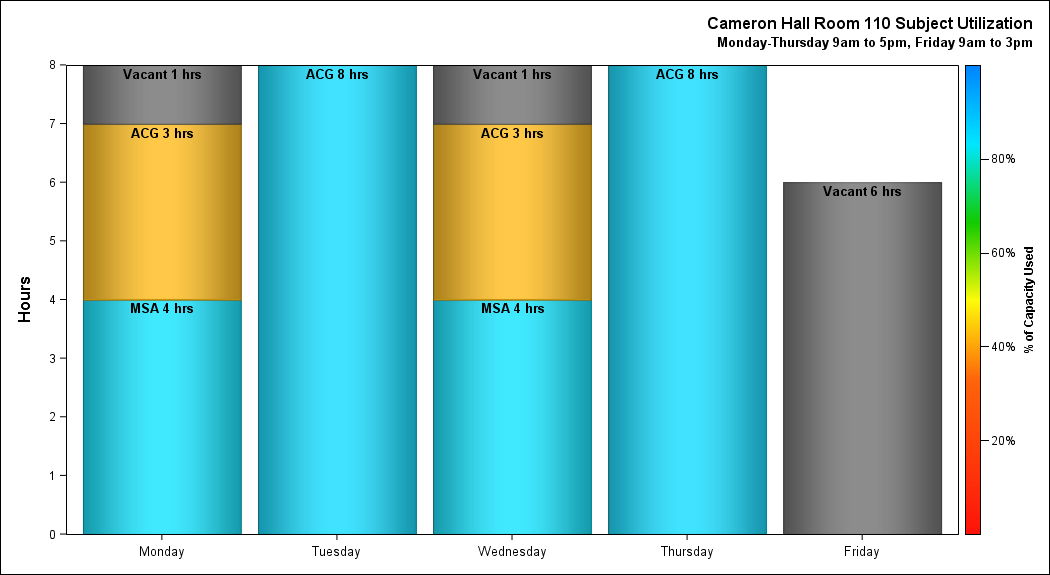 Cameron Hall Room 110 Subject Utilization
Monday-Thursday 9am to 5pm, Friday 9am to 3pm
Hours
8
7
6
5
4
3
2
1
0
Vacant 1 hrs
ACG 3 hrs
MSA 4 hrs
ACG 8 hrs
Vacant 1 hrs
ACG 3 hrs
MSA 4 hrs
ACG 8 hrs
Vacant 6 hrs
Monday
Tuesday
Wednesday
Thursday
Friday
80%
60%
40%
20%
% of Capacity Used